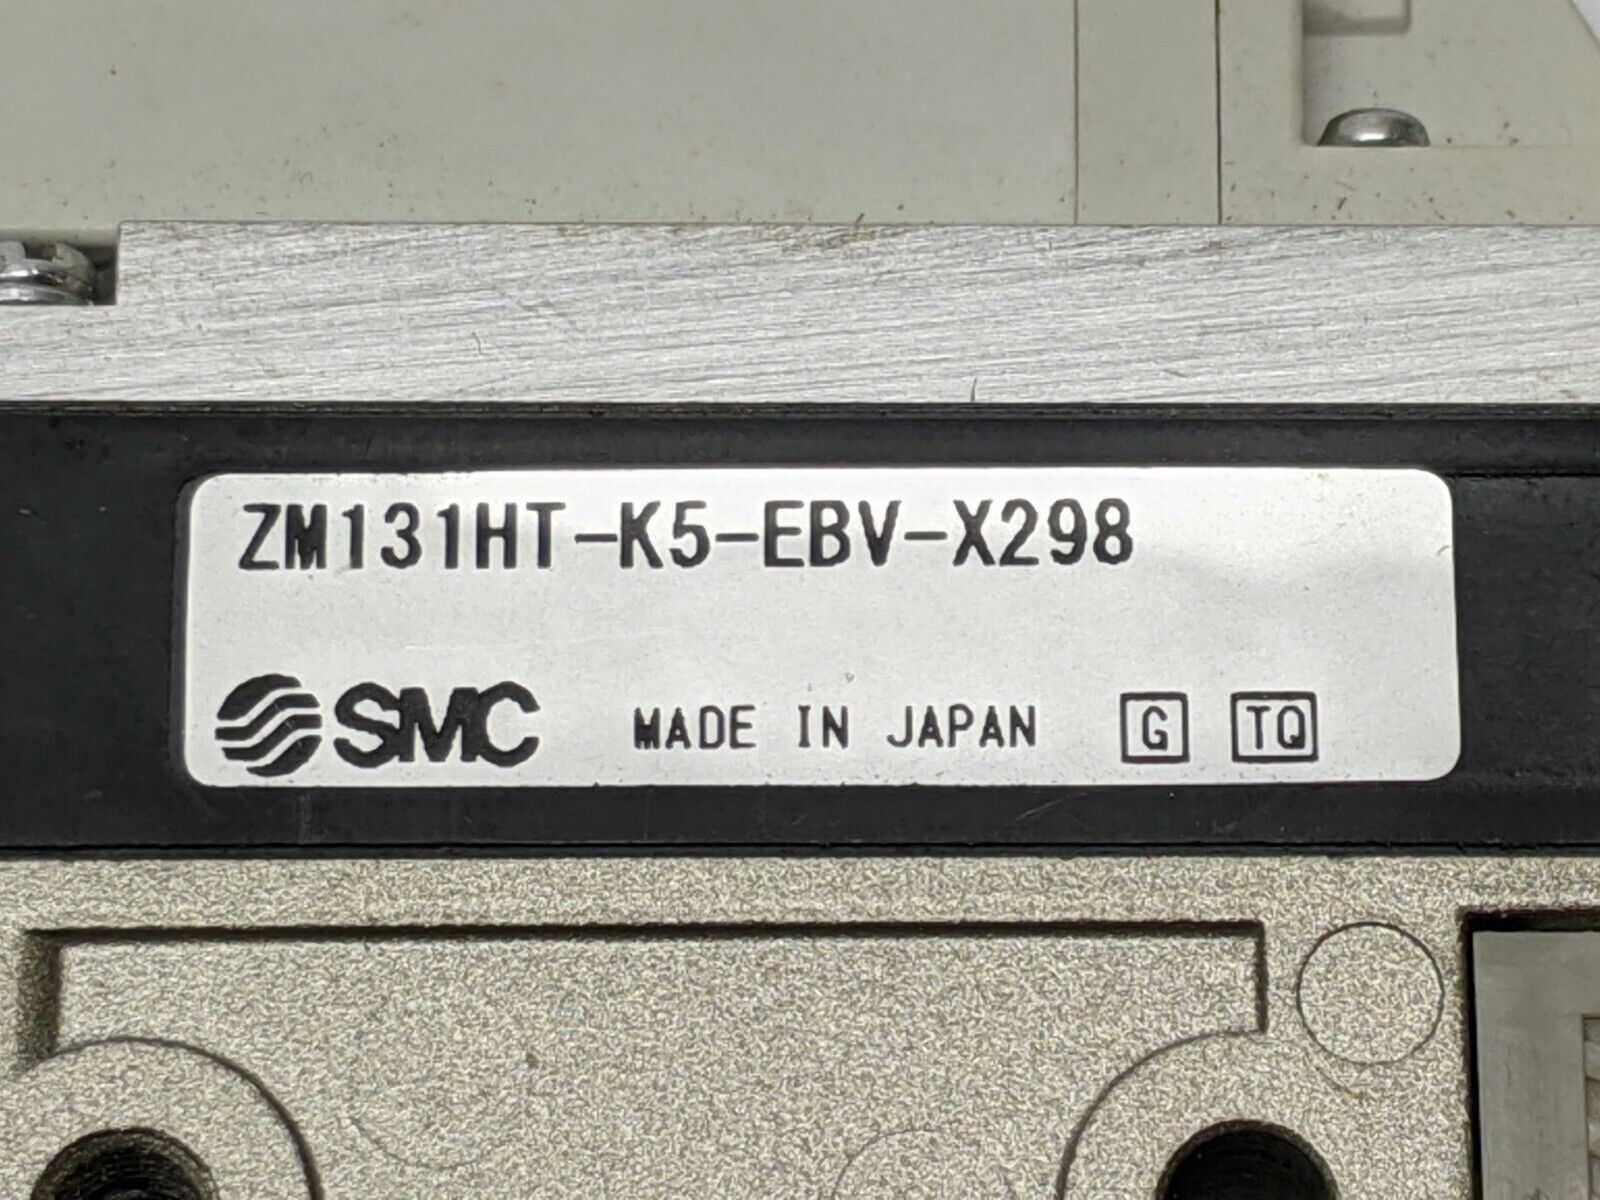 ZM131HT-K5-EBV-X298
SMC MADE IN JAPAN G TQ